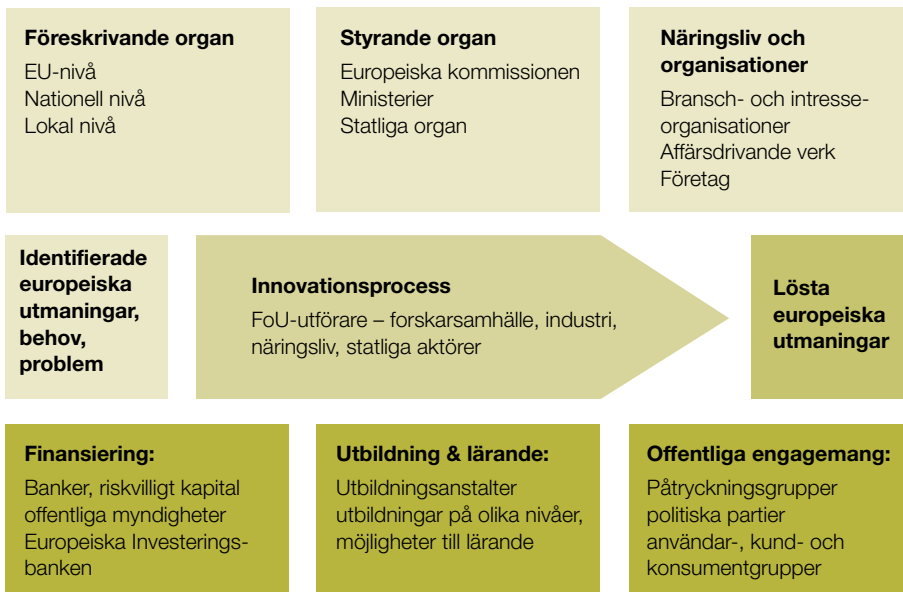 Föreskrivande organ
EU-nivå
Nationell nivå
Lokal nivå
Styrande organ
Europeiska kommissionen
Ministerier
Statliga organ
Näringsliv och
organisationer
Bransch- och intresse-
organisationer
Affärsdrivande verk
Företag
Identifierade
europeiska
utmaningar,
behov,
problem
Innovationsprocess
FoU-utförare – forskarsamhälle, industri,
näringsliv, statliga aktörer
Lösta
europeiska
utmaningar
Finansiering:
Banker, riskvilligt kapital
offentliga myndigheter
Europeiska Investerings-
banken
Utbildning & lärande:
Utbildningsanstalter
utbildningar på olika nivåer,
möjligheter till lärande
Offentliga engagemang:
Påtryckningsgrupper
politiska partier
användar-, kund- och
konsumentgrupper